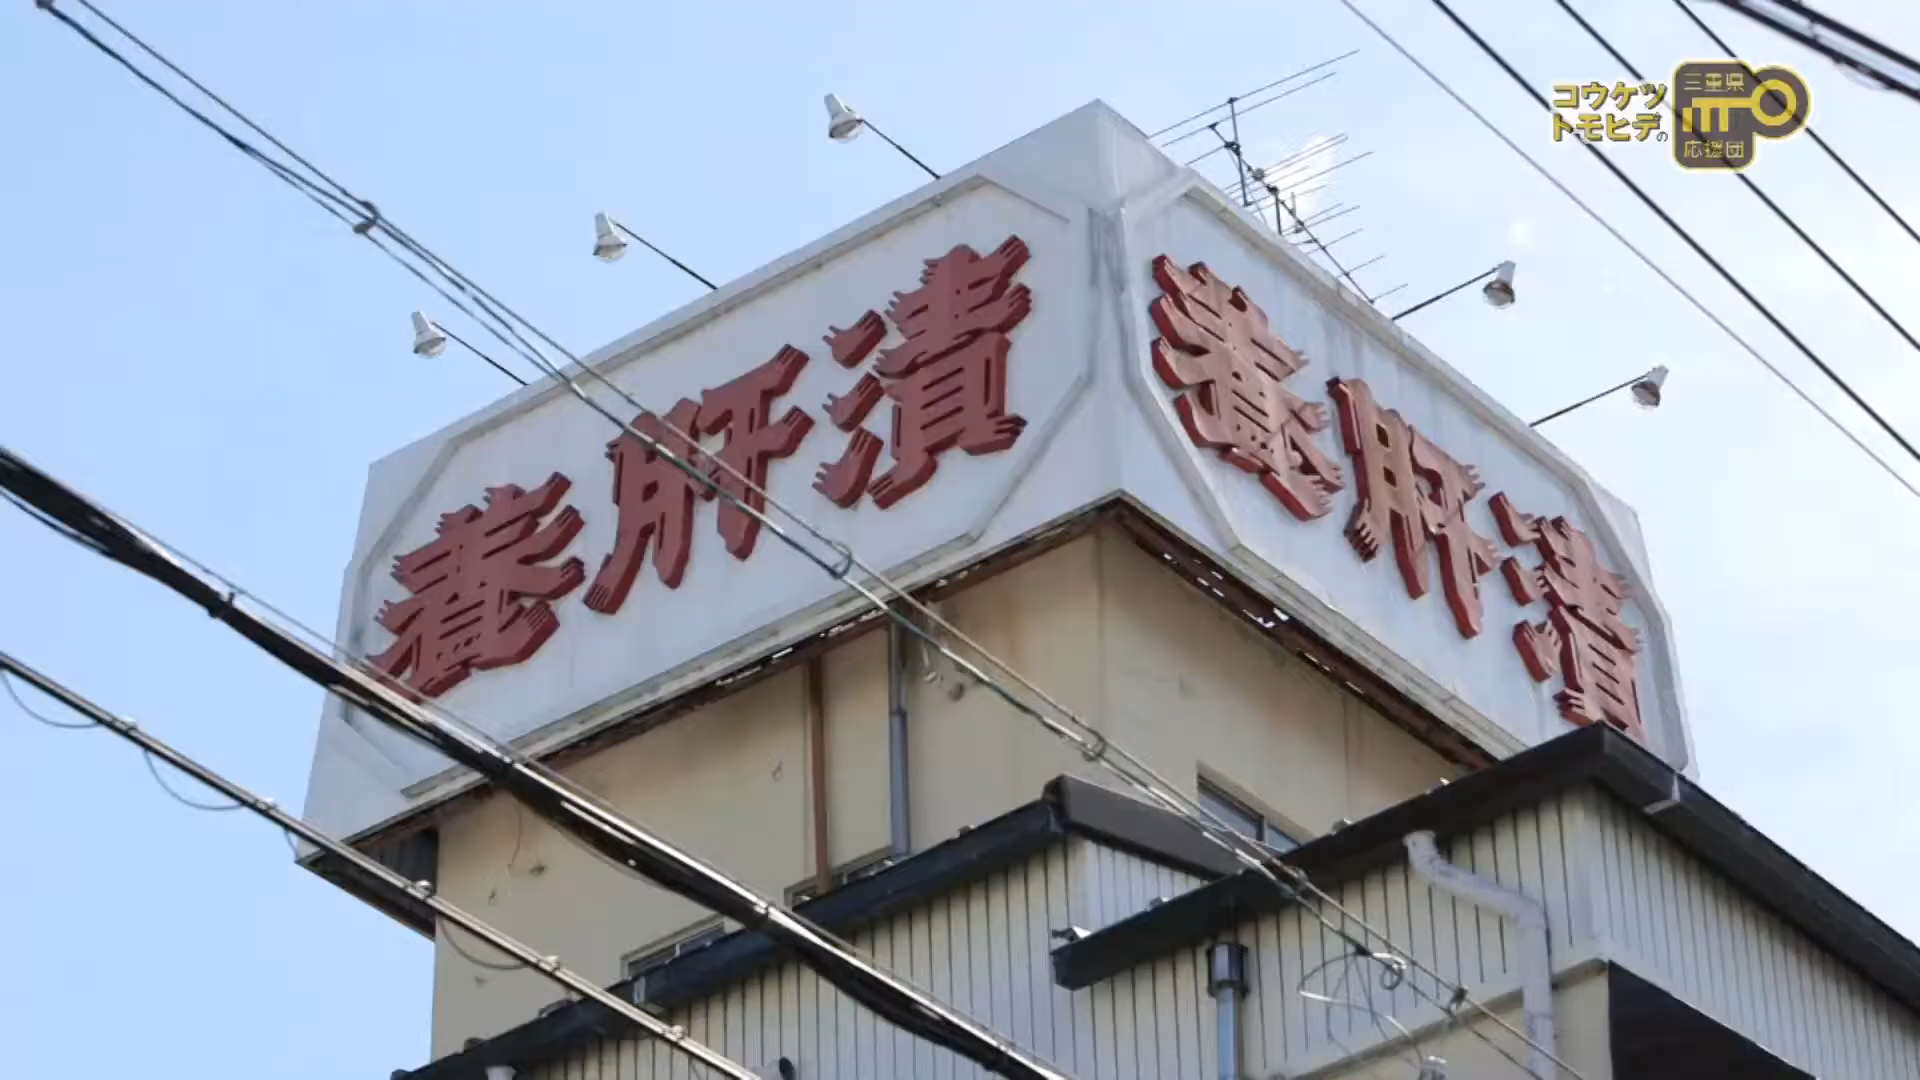 養肝漬
養肝漬
コウケツ
トモヒデの
三重県
応援団